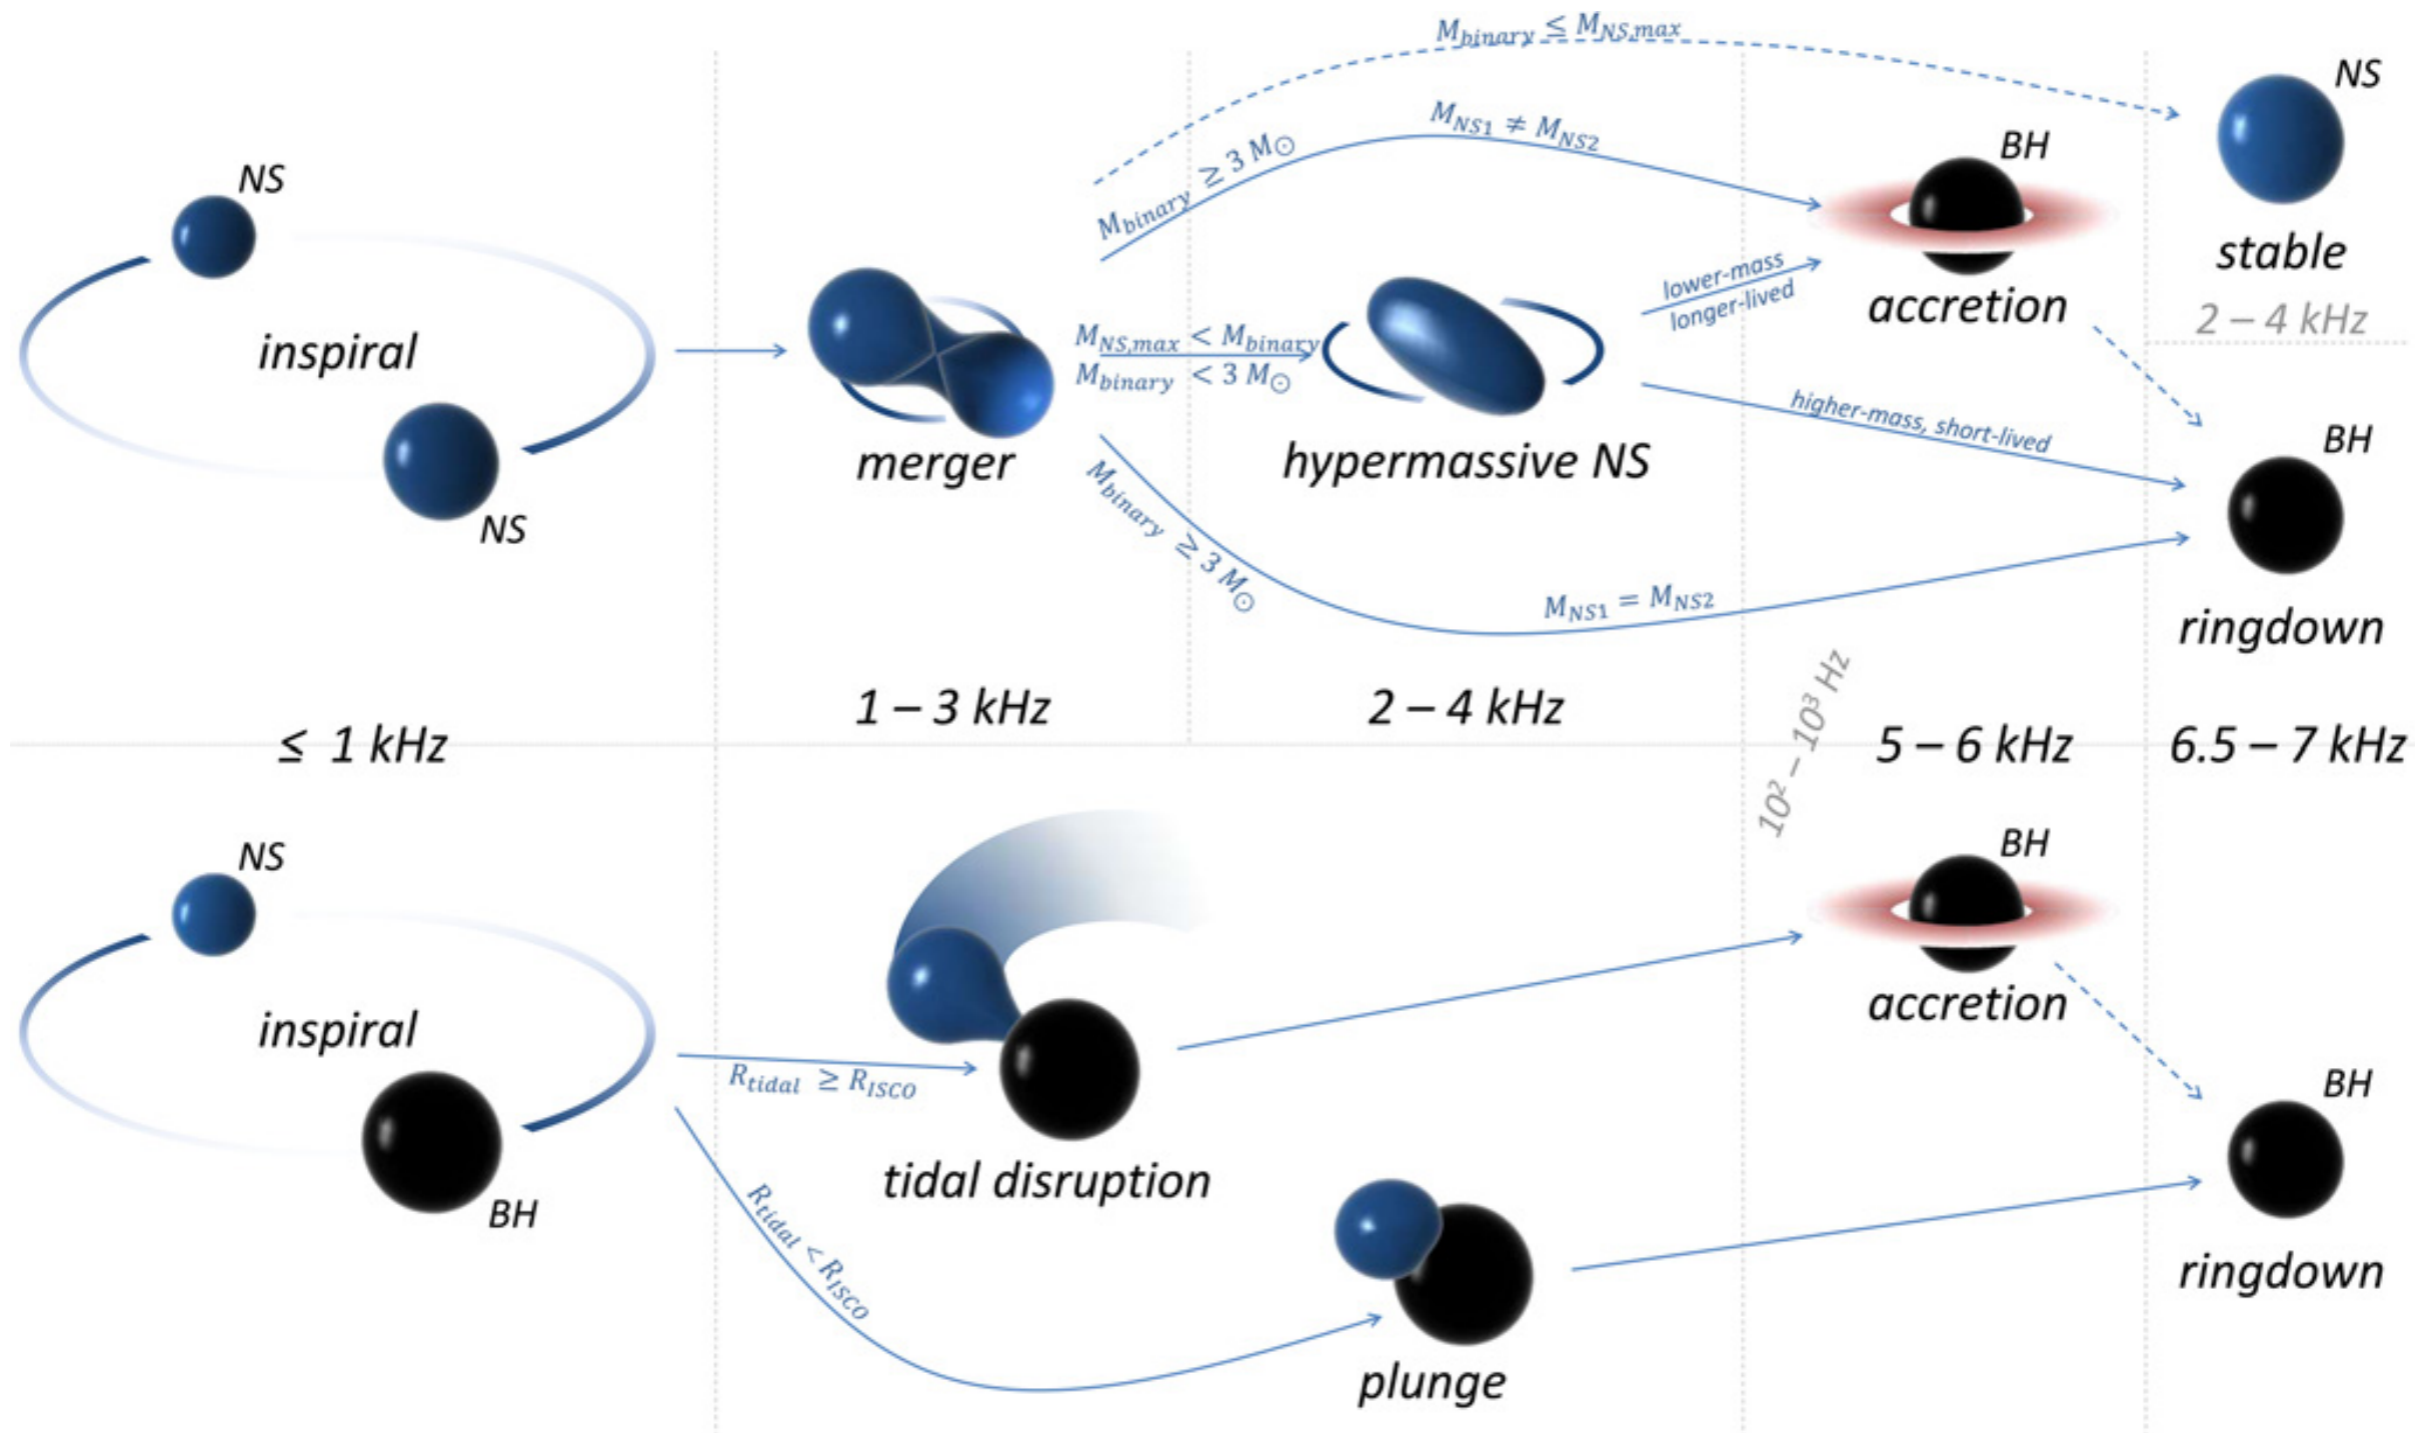 M_binary ≤ M_NS,max
NS
stable
2 – 4 kHz
M_binary ≥ 3 M⊙
M_NS1 ≠ M_NS2
BH
accretion
NS
inspiral
NS
merger
M_NS,max < M_binary
M_binary < 3 M⊙
hypermassive NS
lower-mass
longer-lived
higher-mass, short-lived
BH
ringdown
M_binary ≥ 3 M⊙
M_NS1 = M_NS2
≤ 1 kHz
1 – 3 kHz
2 – 4 kHz
10² – 10³ Hz
5 – 6 kHz
6.5 – 7 kHz
NS
inspiral
BH
R_tidal ≥ R_ISCO
tidal disruption
R_tidal < R_ISCO
plunge
BH
accretion
BH
ringdown